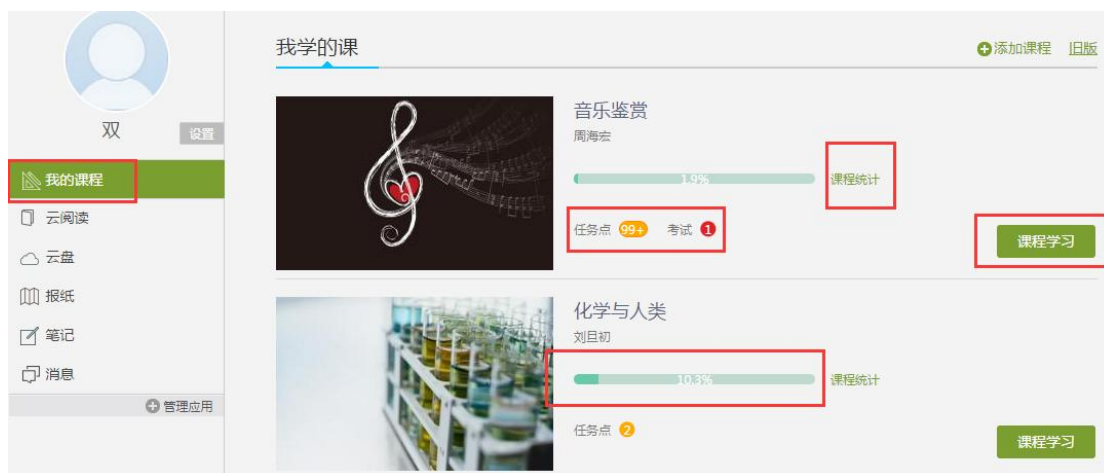 双
设置
我的课程
云阅读
云盘
报纸
笔记
消息
管理应用
我学的课
添加课程 旧版
音乐鉴赏
周海宏
1.9% 课程统计
任务点 99+ 考试 1
课程学习
化学与人类
刘旦初
10.3% 课程统计
任务点 2
课程学习